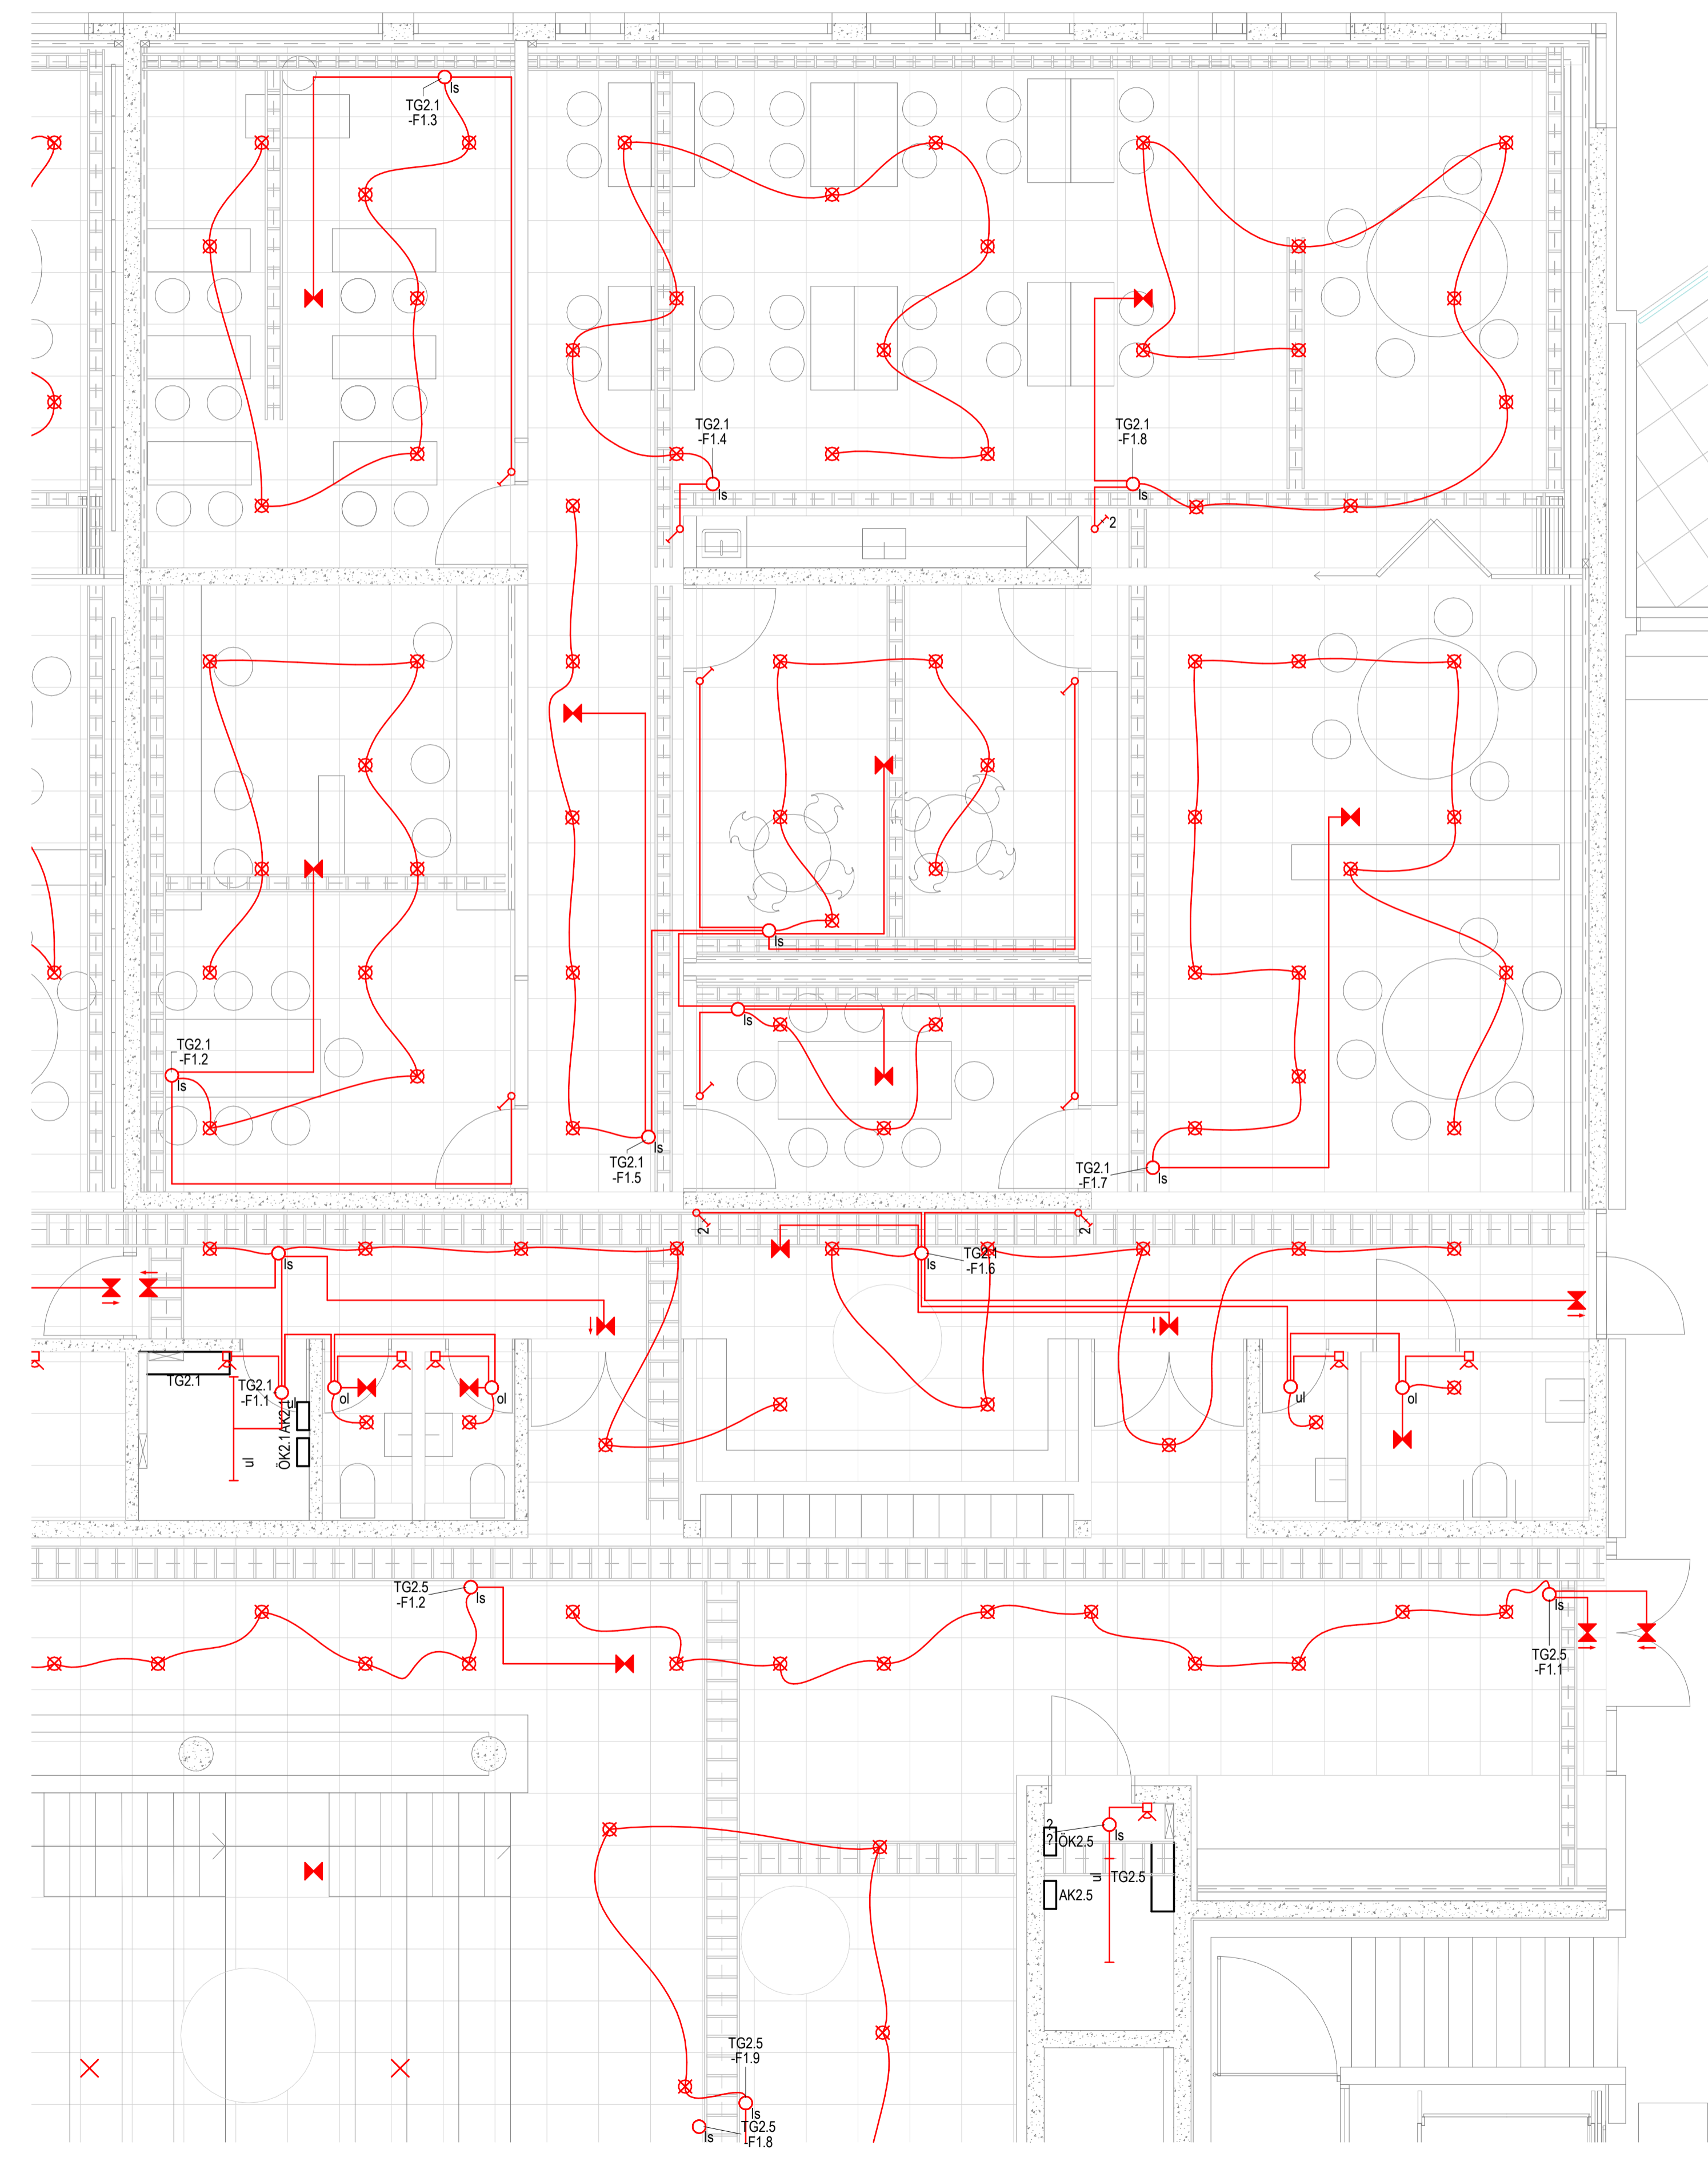 ls
TG2.1
-F1.3
TG2.1
-F1.4
ls
TG2.1
-F1.8
ls
2
TG2.1
-F1.2
ls
ls
ls
TG2.1
-F1.5
ls
TG2.1
-F1.7
ls
2
2
TG2.1
-F1.6
ls
ls
TG2.1
TG2.1
-F1.1
ul
AK2.1
ÖK2.1
ul
ol
ol
ul
ol
TG2.5
-F1.2
ls
ls
TG2.5
-F1.1
?
?
ÖK2.5
ls
ul
TG2.5
AK2.5
TG2.5
-F1.9
ls
TG2.5
-F1.8
ls